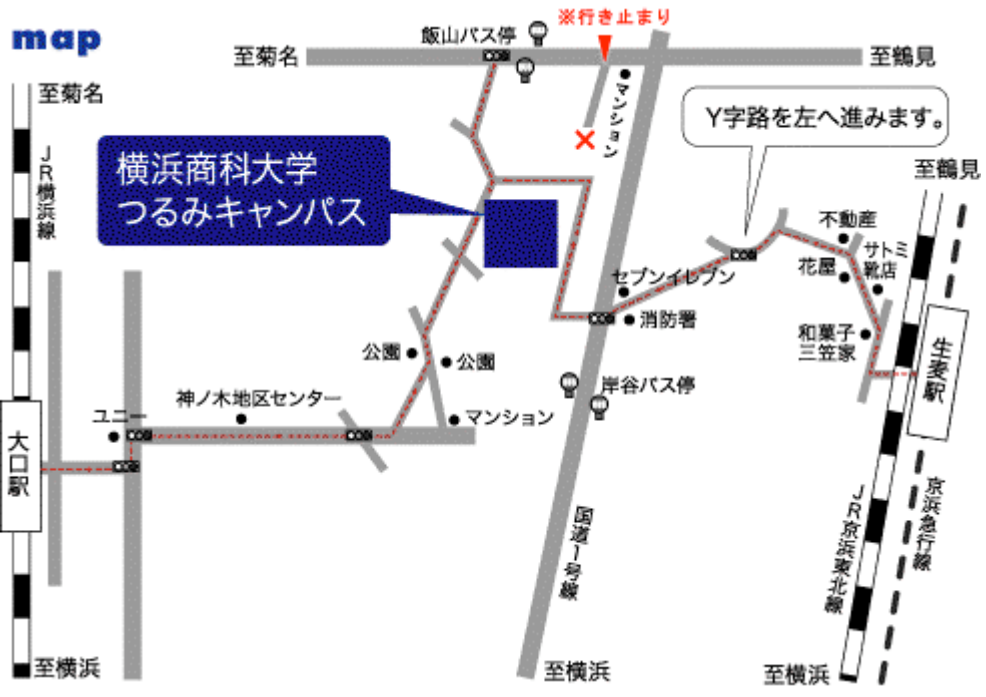 map
※行き止まり
飯山バス停
至菊名
至鶴見
至菊名
マンション
Y字路を左へ進みます。
JR横浜線
横浜商科大学
つるみキャンパス
至鶴見
不動産
サトミ
靴店
花屋
セブンイレブン
消防署
和菓子
三笠家
生麦駅
公園
公園
岸谷バス停
神ノ木地区センター
ユニー
マンション
大口駅
国道1号線
JR京浜東北線
京浜急行線
至横浜
至横浜
至横浜